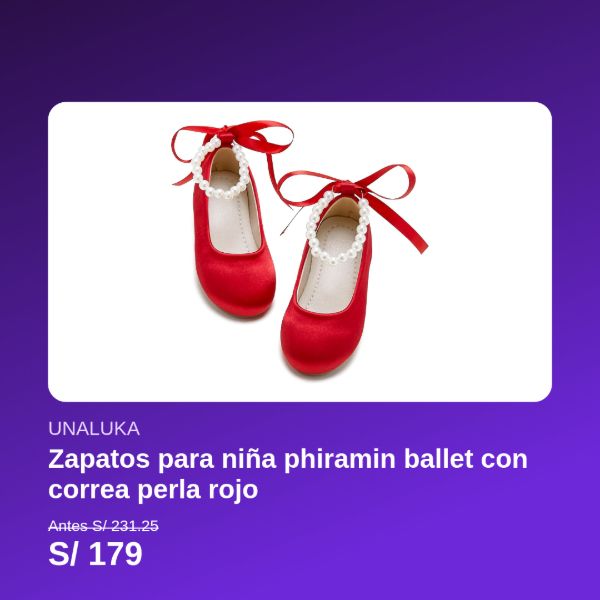 UNALUKA
Zapatos para niña phiramin ballet con
correa perla rojo
Antes S/ 231.25
S/ 179